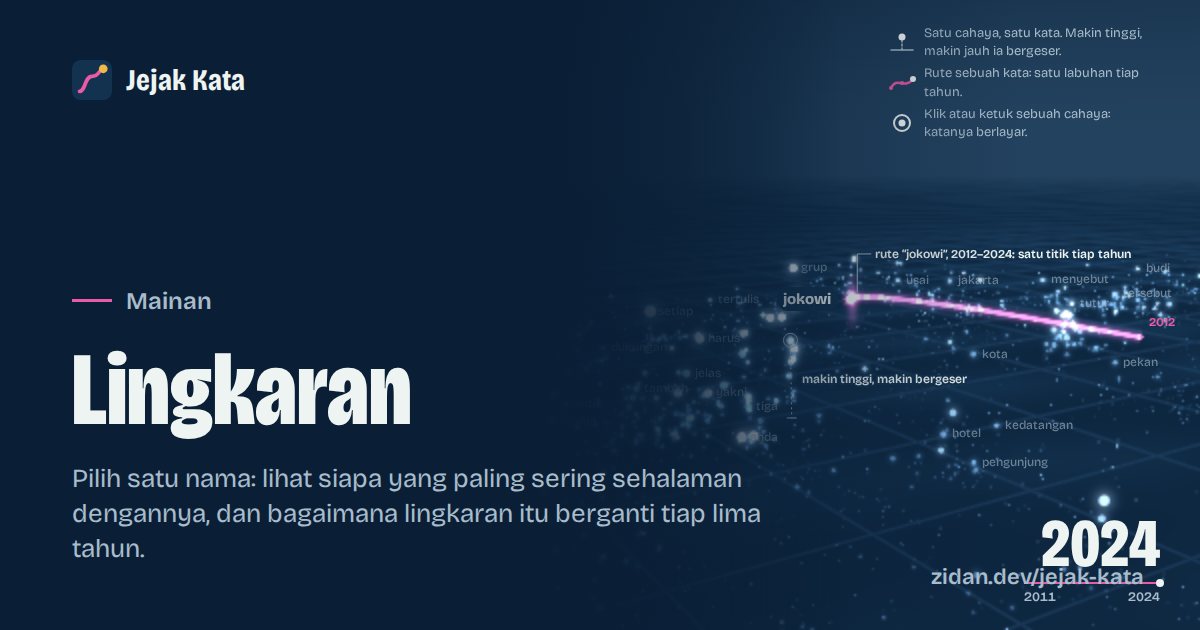 Jejak Kata
Satu cahaya, satu kata. Makin tinggi,
makin jauh ia bergeser.
Rute sebuah kata: satu labuhan tiap
tahun.
Klik atau ketuk sebuah cahaya:
katanya berlayar.
Mainan
Lingkaran
Pilih satu nama: lihat siapa yang paling sering sehalaman
dengannya, dan bagaimana lingkaran itu berganti tiap lima
tahun.
rute “jokowi”, 2012–2024: satu titik tiap tahun
grup
usai
jakarta
menyebut
budi
tersebut
tertulis
jokowi
setiap
2012
harus
dukungan
kota
pekan
jelas
makin tinggi, makin bergeser
yakni
tiga
hotel
kedatangan
pengunjung
2024
zidan.dev/jejak-kata
2011
2024